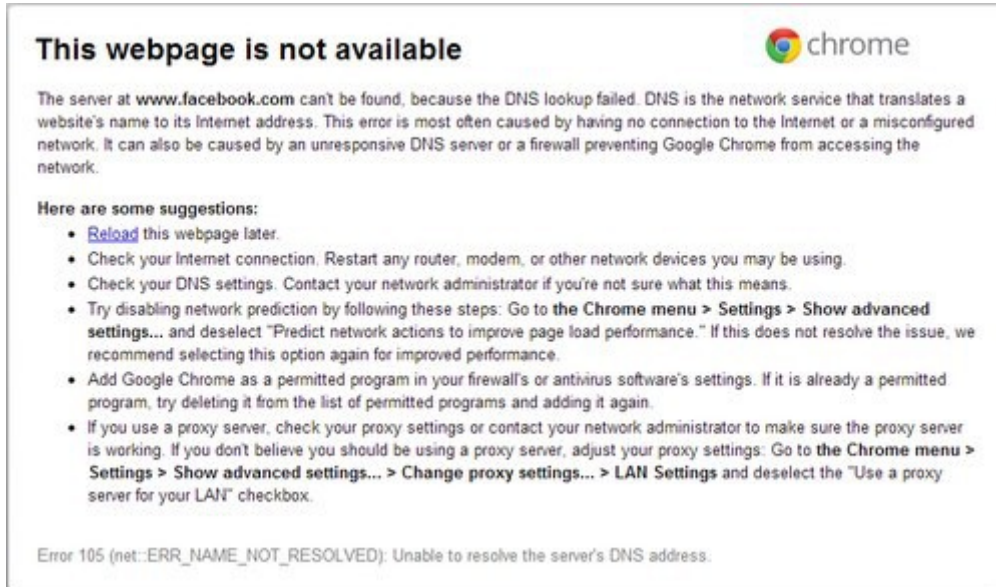 This webpage is not available
chrome
The server at www.facebook.com can't be found, because the DNS lookup failed. DNS is the network service that translates a
website's name to its Internet address. This error is most often caused by having no connection to the Internet or a misconfigured
network. It can also be caused by an unresponsive DNS server or a firewall preventing Google Chrome from accessing the
network.
Here are some suggestions:
• Reload this webpage later.
• Check your Internet connection. Restart any router, modem, or other network devices you may be using.
• Check your DNS settings. Contact your network administrator if you're not sure what this means.
• Try disabling network prediction by following these steps: Go to the Chrome menu > Settings > Show advanced
settings... and deselect "Predict network actions to improve page load performance." If this does not resolve the issue, we
recommend selecting this option again for improved performance.
• Add Google Chrome as a permitted program in your firewall's or antivirus software's settings. If it is already a permitted
program, try deleting it from the list of permitted programs and adding it again.
• If you use a proxy server, check your proxy settings or contact your network administrator to make sure the proxy server
is working. If you don't believe you should be using a proxy server, adjust your proxy settings: Go to the Chrome menu >
Settings > Show advanced settings... > Change proxy settings... > LAN Settings and deselect the "Use a proxy
server for your LAN" checkbox.
Error 105 (net::ERR_NAME_NOT_RESOLVED): Unable to resolve the server's DNS address.